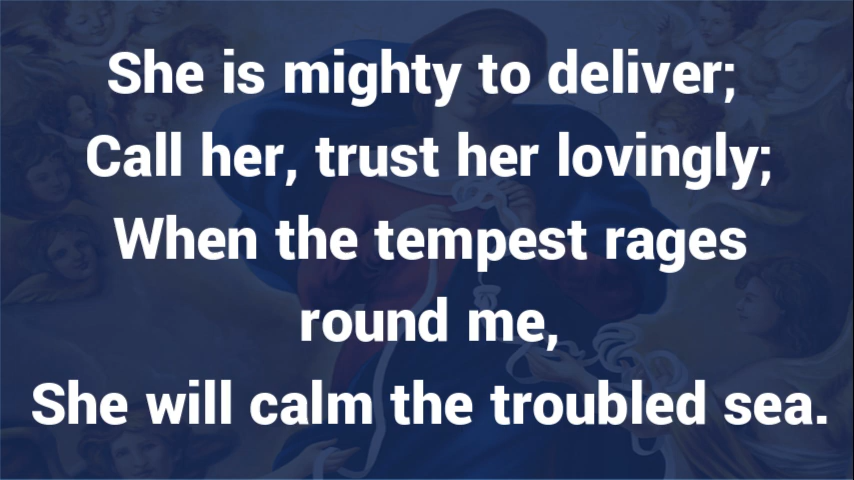 She is mighty to deliver;
Call her, trust her lovingly;
When the tempest rages
round me,
She will calm the troubled sea.